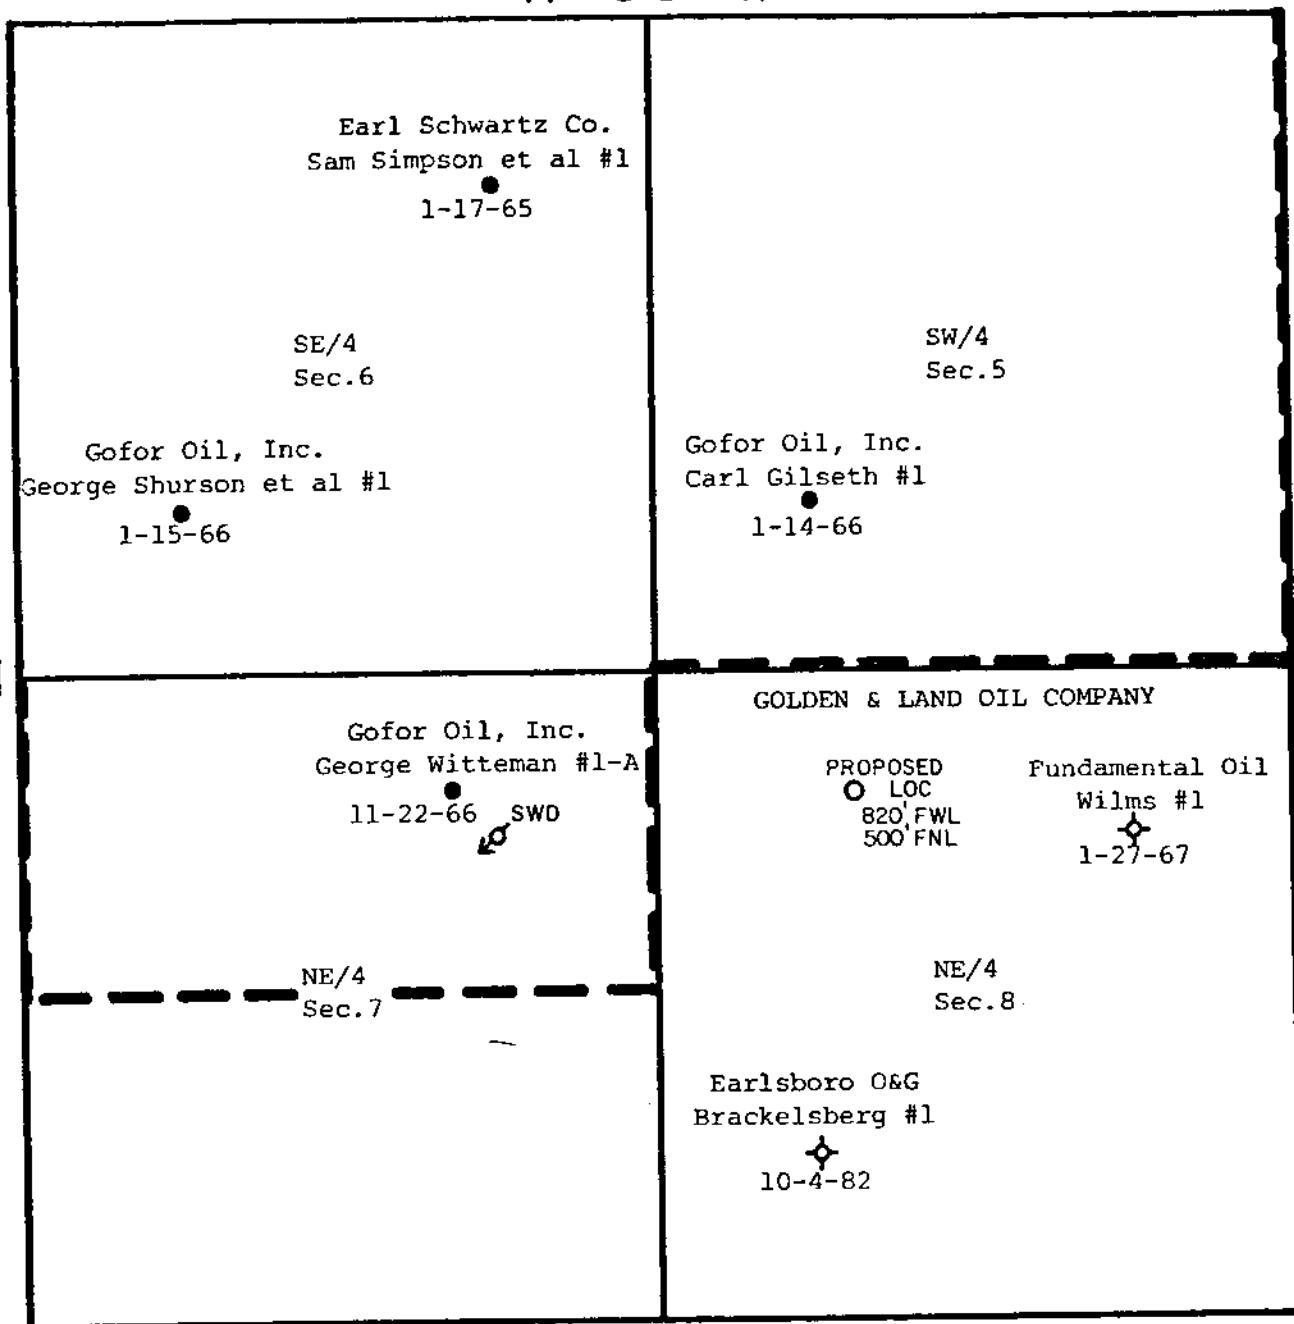 Earl Schwartz Co.
Sam Simpson et al #1
1-17-65
SE/4
Sec.6
Gofor Oil, Inc.
George Shurson et al #1
1-15-66
SW/4
Sec.5
Gofor Oil, Inc.
Carl Gilseth #1
1-14-66
Gofor Oil, Inc.
George Witteman #1-A
11-22-66
SWD
NE/4
Sec.7
GOLDEN & LAND OIL COMPANY
PROPOSED
LOC
820' FWL
500' FNL
Fundamental Oil
Wilms #1
1-27-67
NE/4
Sec.8
Earlsboro O&G
Brackelsberg #1
10-4-82